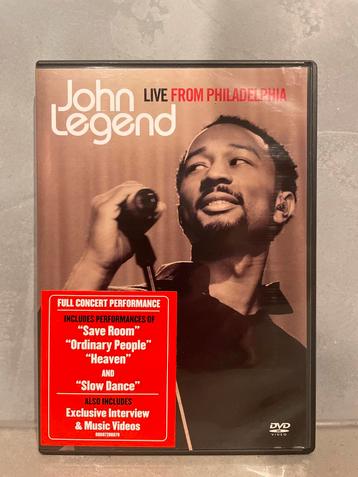 John
Legend
LIVE FROM PHILADELPHIA
FULL CONCERT PERFORMANCE
INCLUDES PERFORMANCES OF
“Save Room”
“Ordinary People”
“Heaven”
AND
“Slow Dance”
ALSO INCLUDES
Exclusive Interview
& Music Videos
DVD
VIDEO